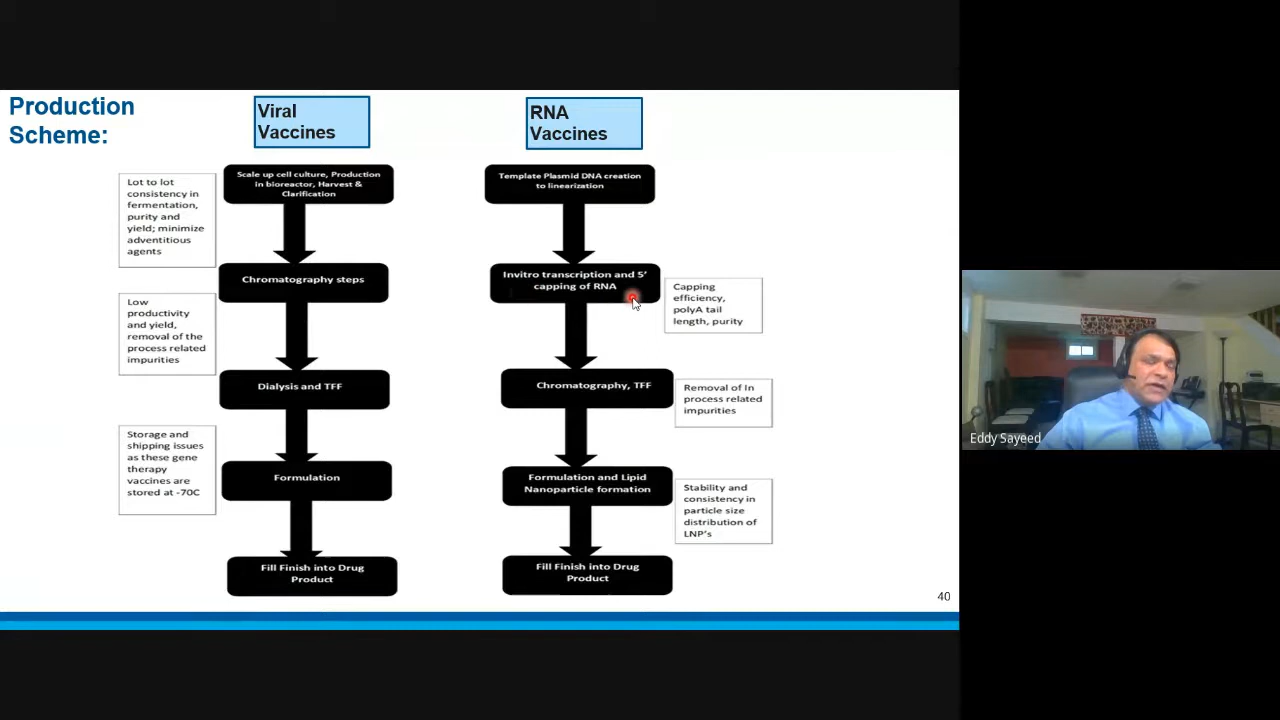 Production
Scheme:
Viral
Vaccines
RNA
Vaccines
Lot to lot
consistency in
fermentation,
purity and
yield; minimize
adventitious
agents
Scale up cell culture, Production
in bioreactor, Harvest &
Clarification
Template Plasmid DNA creation
to linearization
Chromatography steps
Invitro transcription and 5'
capping of RNA
Capping
efficiency,
polyA tail
length, purity
Low
productivity
and yield,
removal of the
process related
impurities
Dialysis and TFF
Chromatography, TFF
Removal of In
process related
impurities
Storage and
shipping issues
as these gene
therapy
vaccines are
stored at -70C
Formulation
Formulation and Lipid
Nanoparticle formation
Stability and
consistency in
particle size
distribution of
LNP's
Fill Finish into Drug
Product
Fill Finish into Drug
Product
40
Eddy Sayeed